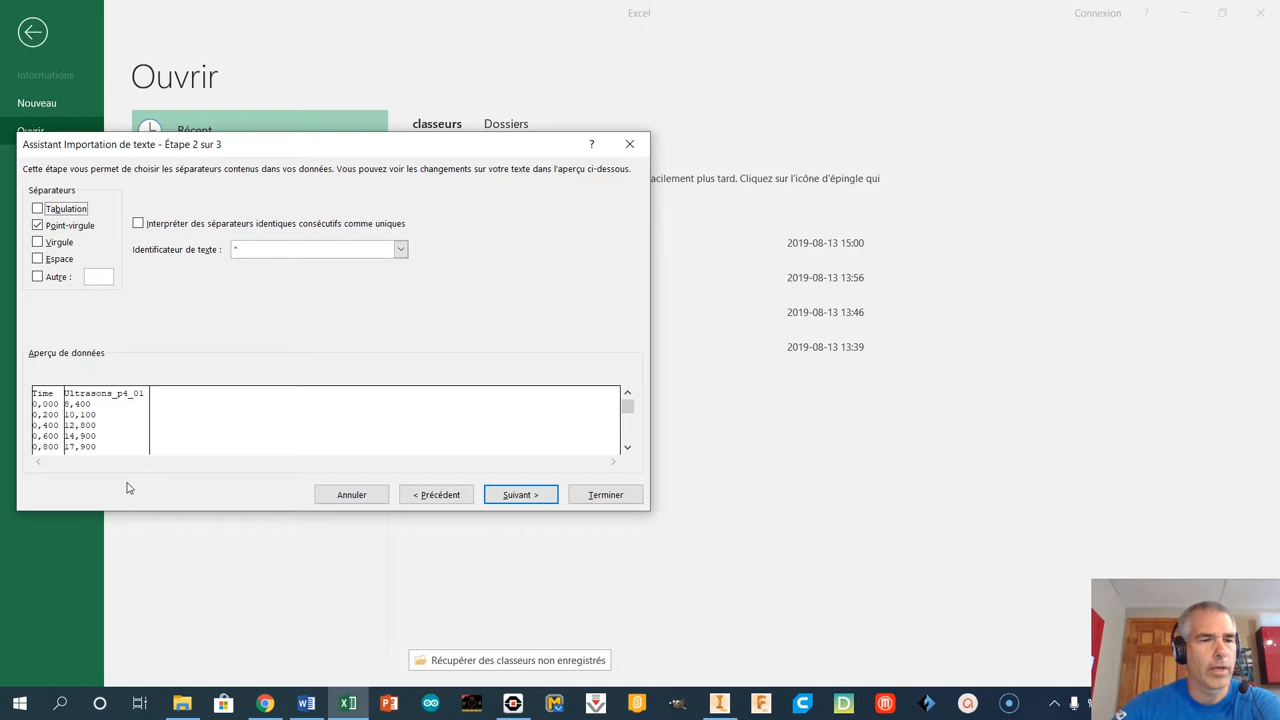 Excel
Connexion
?
Informations
Ouvrir
Nouveau
Ouvrir
Récent
classeurs
Dossiers
Assistant Importation de texte - Étape 2 sur 3
?
Cette étape vous permet de choisir les séparateurs contenus dans vos données. Vous pouvez voir les changements sur votre texte dans l'aperçu ci-dessous.
acilement plus tard. Cliquez sur l'icône d'épingle qui
Séparateurs
Tabulation
Point-virgule
Virgule
Espace
Autre :
Interpréter des séparateurs identiques consécutifs comme uniques
Identificateur de texte :
"
2019-08-13 15:00
2019-08-13 13:56
2019-08-13 13:46
2019-08-13 13:39
Aperçu de données
Time Ultrasons_p4_01
0,000 8,400
0,200 10,100
0,400 12,800
0,600 14,900
0,800 17,900
Annuler
< Précédent
Suivant >
Terminer
Récupérer des classeurs non enregistrés